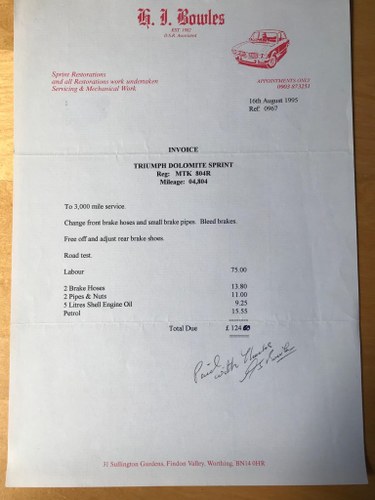 H. J. Bowles
EST 1982
Sprint Restorations
and all Restorations work undertaken
Servicing & Mechanical Work
APPOINTMENTS ONLY
0903 873251
16th August 1995
Ref: 0967
INVOICE
TRIUMPH DOLOMITE SPRINT
Reg: MTK 804R
Mileage: 04,804
To 3,000 mile service.
Change front brake hoses and small brake pipes. Bleed brakes.
Free off and adjust rear brake shoes.
Road test.
Labour 75.00
2 Brake Hoses 13.80
2 Pipes & Nuts 11.00
5 Litres Shell Engine Oil 9.25
Petrol 15.55
Total Due £ 124.60
Paid
with thanks
31 Sullington Gardens, Findon Valley, Worthing, BN14 0HR